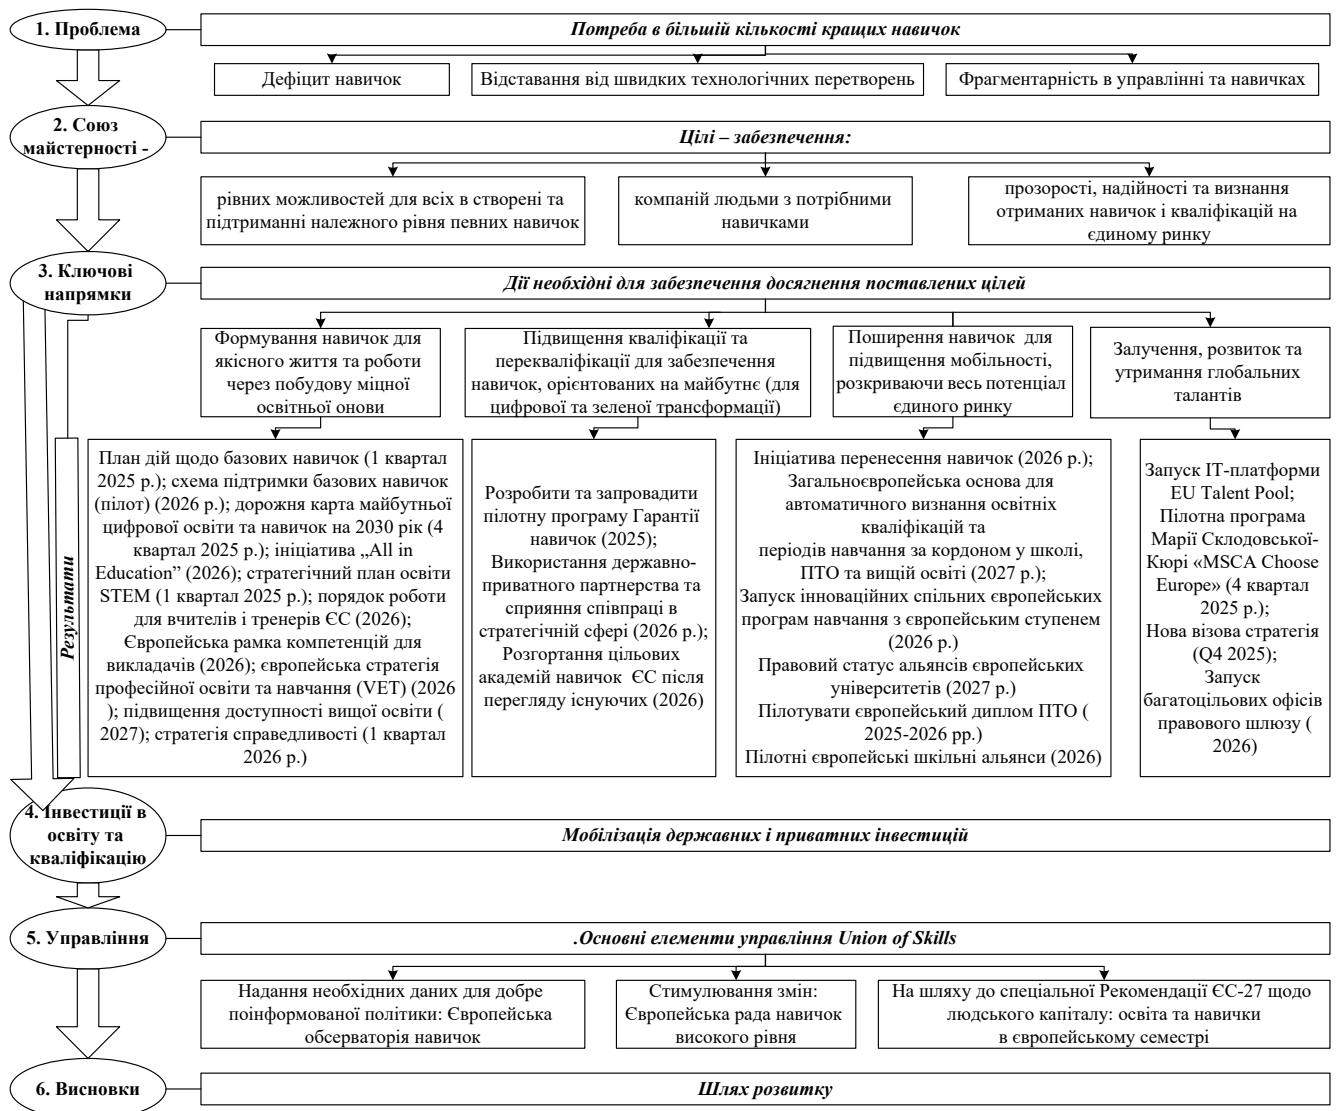 1. Проблема
Потреба в більшій кількості кращих навичок
Дефіцит навичок
Відставання від швидких технологічних перетворень
Фрагментарність в управлінні та навичках
2. Союз
майстерності -
Цілі – забезпечення:
рівних можливостей для всіх в створені та
підтриманні належного рівня певних навичок
компаній людьми з потрібними
навичками
прозорості, надійності та визнання
отриманих навичок і кваліфікацій на
єдиному ринку
3. Ключові
напрямки
Дії необхідні для забезпечення досягнення поставлених цілей
Формування навичок для
якісного життя та роботи
через побудову міцної
освітньої онови
Підвищення кваліфікації та
перекваліфікації для забезпечення
навичок, орієнтованих на майбутнє (для
цифрової та зеленої трансформації)
Поширення навичок для
підвищення мобільності,
розкриваючи весь потенціал
єдиного ринку
Залучення, розвиток та
утримання глобальних
талантів
Результати
План дій щодо базових навичок (1 квартал
2025 р.); схема підтримки базових навичок
(пілот) (2026 р.); дорожня карта майбутньої
цифрової освіти та навичок на 2030 рік (4
квартал 2025 р.); ініціатива „All in
Education” (2026); стратегічний план освіти
STEM (1 квартал 2025 р.); порядок роботи
для вчителів і тренерів ЄС (2026);
Європейська рамка компетенцій для
викладачів (2026); європейська стратегія
професійної освіти та навчання (VET) (2026
); підвищення доступності вищої освіти (
2027); стратегія справедливості (1 квартал
2026 р.)
Розробити та запровадити
пілотну програму Гарантії
навичок (2025);
Використання державно-
приватного партнерства та
сприяння співпраці в
стратегічній сфері (2026 р.);
Розгортання цільових
академій навичок ЄС після
перегляду існуючих (2026)
Ініціатива перенесення навичок (2026 р.);
Загальноєвропейська основа для
автоматичного визнання освітніх
кваліфікацій та
періодів навчання за кордоном у школі,
ПТО та вищій освіті (2027 р.);
Запуск інноваційних спільних європейських
програм навчання з європейським ступенем
(2026 р.)
Правовий статус альянсів європейських
університетів (2027 р.)
Пілотувати європейський диплом ПТО (
2025-2026 рр.)
Пілотні європейські шкільні альянси (2026)
Запуск ІТ-платформи
EU Talent Pool;
Пілотна програма
Марії Склодовської-
Кюрі «MSCA Choose
Europe» (4 квартал
2025 р.);
Нова візова стратегія
(Q4 2025);
Запуск
багатоцільових офісів
правового шлюзу (
2026)
4. Інвестиції в
освіту та
кваліфікацію
Мобілізація державних і приватних інвестицій
5. Управління
.Основні елементи управління Union of Skills
Надання необхідних даних для добре
поінформованої політики: Європейська
обсерваторія навичок
Стимулювання змін:
Європейська рада навичок
високого рівня
На шляху до спеціальної Рекомендації ЄС-27 щодо
людського капіталу: освіта та навички
в європейському семестрі
6. Висновки
Шлях розвитку